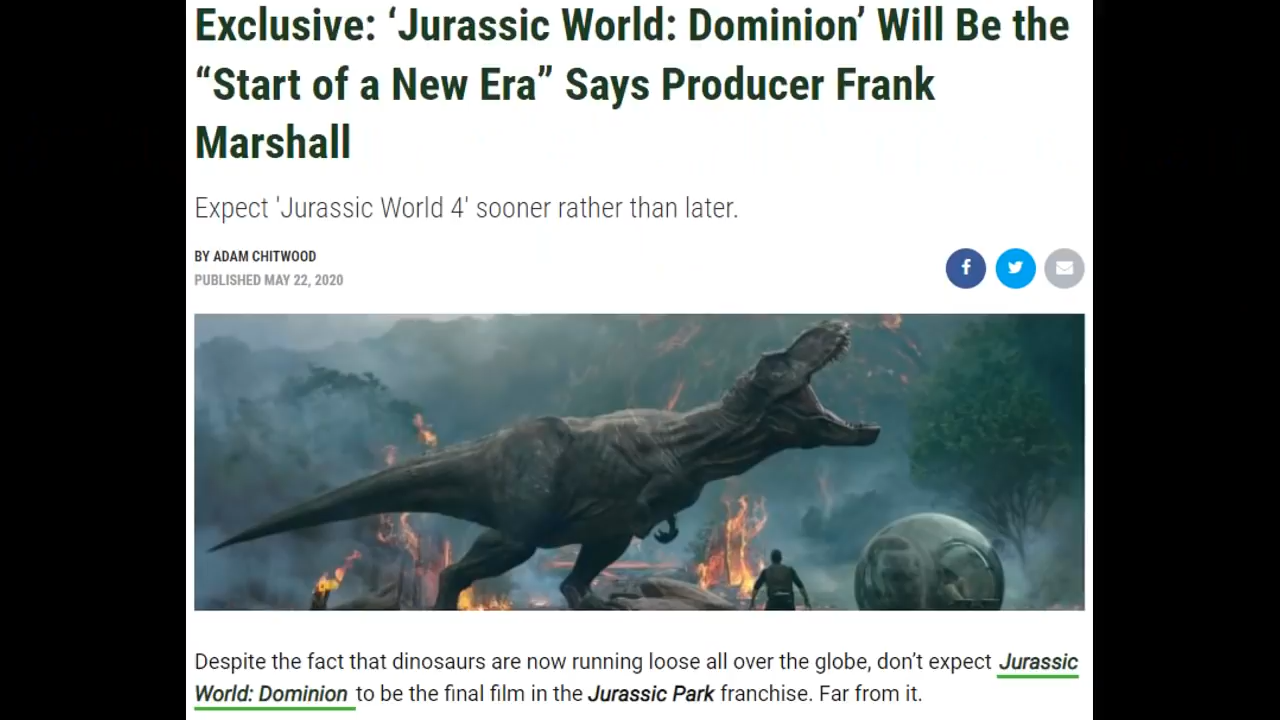 Exclusive: ‘Jurassic World: Dominion’ Will Be the
“Start of a New Era” Says Producer Frank
Marshall
Expect 'Jurassic World 4' sooner rather than later.
BY ADAM CHITWOOD
PUBLISHED MAY 22, 2020
Despite the fact that dinosaurs are now running loose all over the globe, don’t expect Jurassic
World: Dominion to be the final film in the Jurassic Park franchise. Far from it.